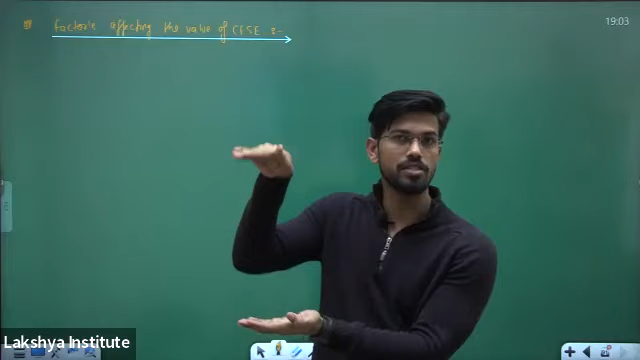 Factors affecting the value of CFSE :-
19:03
Lakshya Institute